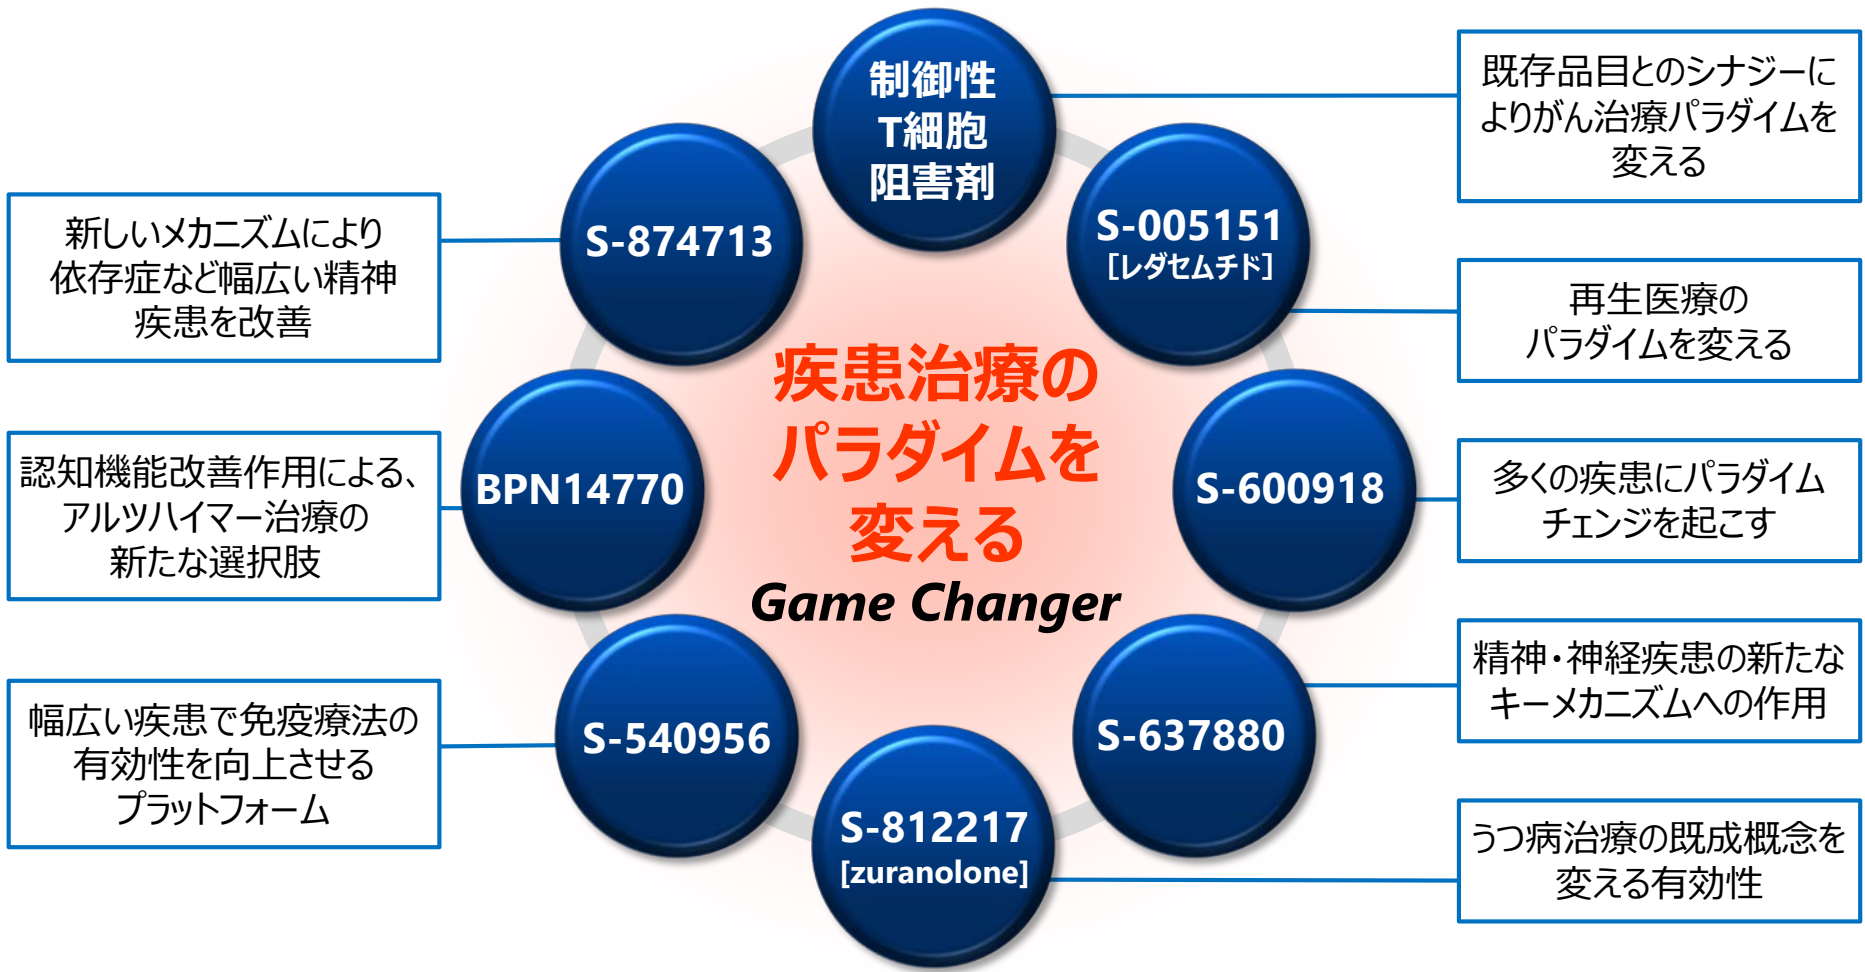 制御性
T細胞
阻害剤
既存品目とのシナジーに
よりがん治療パラダイムを
変える
S-005151
[レダセムチド]
再生医療の
パラダイムを変える
S-600918
多くの疾患にパラダイム
チェンジを起こす
S-637880
精神・神経疾患の新たな
キーメカニズムへの作用
S-812217
[zuranolone]
うつ病治療の既成概念を
変える有効性
S-540956
幅広い疾患で免疫療法の
有効性を向上させる
プラットフォーム
BPN14770
認知機能改善作用による、
アルツハイマー治療の
新たな選択肢
S-874713
新しいメカニズムにより
依存症など幅広い精神
疾患を改善
疾患治療の
パラダイムを
変える
Game Changer